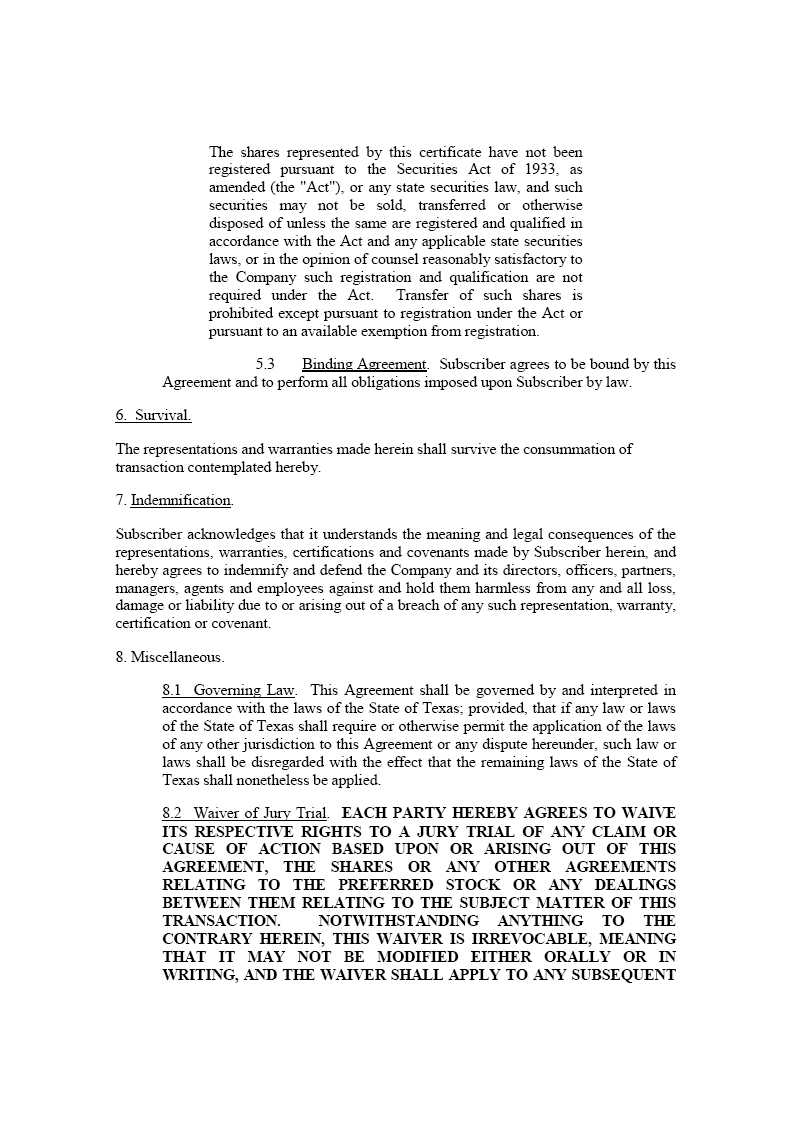 The shares represented by this certificate have not been
registered pursuant to the Securities Act of 1933, as
amended (the "Act"), or any state securities law, and such
securities may not be sold, transferred or otherwise
disposed of unless the same are registered and qualified in
accordance with the Act and any applicable state securities
laws, or in the opinion of counsel reasonably satisfactory to
the Company such registration and qualification are not
required under the Act. Transfer of such shares is
prohibited except pursuant to registration under the Act or
pursuant to an available exemption from registration.
5.3 Binding Agreement. Subscriber agrees to be bound by this
Agreement and to perform all obligations imposed upon Subscriber by law.
6. Survival.
The representations and warranties made herein shall survive the consummation of
transaction contemplated hereby.
7. Indemnification.
Subscriber acknowledges that it understands the meaning and legal consequences of the
representations, warranties, certifications and covenants made by Subscriber herein, and
hereby agrees to indemnify and defend the Company and its directors, officers, partners,
managers, agents and employees against and hold them harmless from any and all loss,
damage or liability due to or arising out of a breach of any such representation, warranty,
certification or covenant.
8. Miscellaneous.
8.1 Governing Law. This Agreement shall be governed by and interpreted in
accordance with the laws of the State of Texas; provided, that if any law or laws
of the State of Texas shall require or otherwise permit the application of the laws
of any other jurisdiction to this Agreement or any dispute hereunder, such law or
laws shall be disregarded with the effect that the remaining laws of the State of
Texas shall nonetheless be applied.
8.2 Waiver of Jury Trial. EACH PARTY HEREBY AGREES TO WAIVE
ITS RESPECTIVE RIGHTS TO A JURY TRIAL OF ANY CLAIM OR
CAUSE OF ACTION BASED UPON OR ARISING OUT OF THIS
AGREEMENT, THE SHARES OR ANY OTHER AGREEMENTS
RELATING TO THE PREFERRED STOCK OR ANY DEALINGS
BETWEEN THEM RELATING TO THE SUBJECT MATTER OF THIS
TRANSACTION. NOTWITHSTANDING ANYTHING TO THE
CONTRARY HEREIN, THIS WAIVER IS IRREVOCABLE, MEANING
THAT IT MAY NOT BE MODIFIED EITHER ORALLY OR IN
WRITING, AND THE WAIVER SHALL APPLY TO ANY SUBSEQUENT